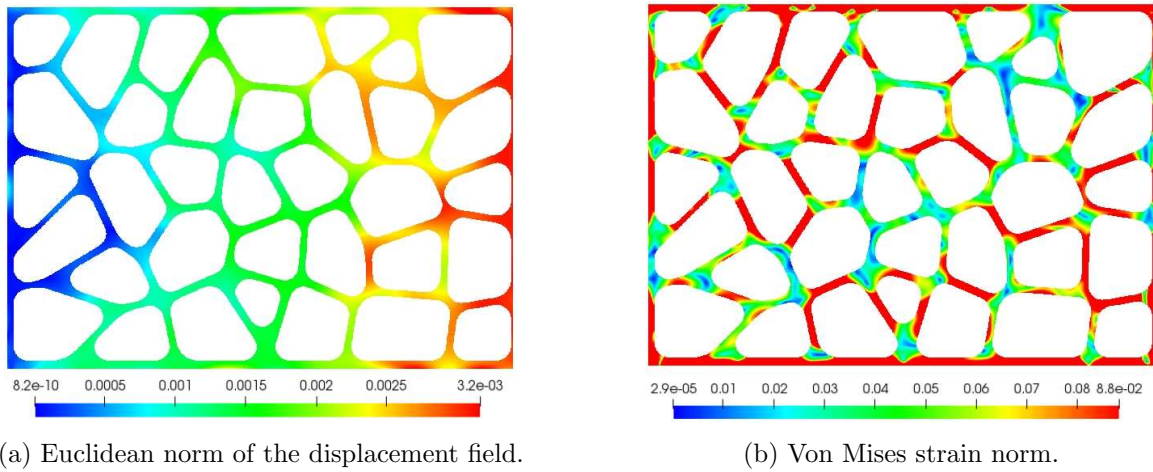 8.2e-10 0.0005 0.001 0.0015 0.002 0.0025 3.2e-03
2.9e-05 0.01 0.02 0.03 0.04 0.05 0.06 0.07 0.08 8.8e-02
(a) Euclidean norm of the displacement field.
(b) Von Mises strain norm.